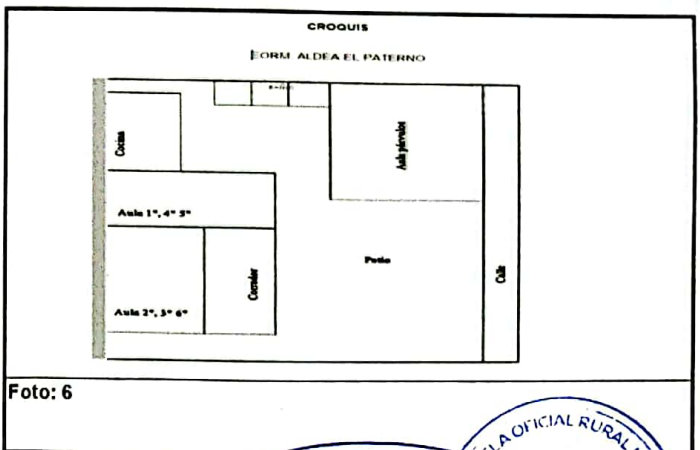 CROQUIS
EORM ALDEA EL PATERNO
Cocina
Aula párvulos
Aula 1°, 4° 5°
Patio
Corredor
Calle
Aula 2°, 3° 6°
Foto: 6
LA OFICIAL RURAL